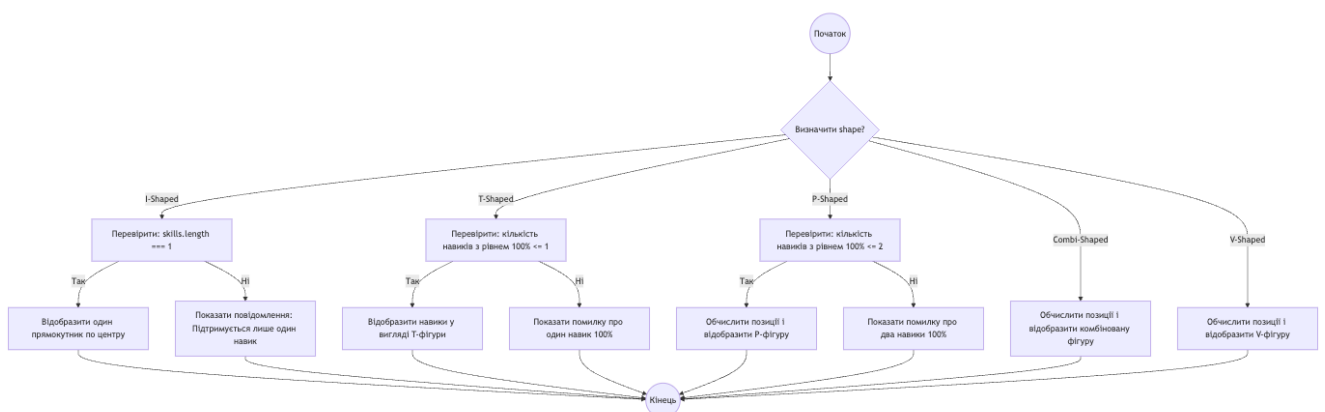 Початок
Визначити shape?
I-Shaped
T-Shaped
P-Shaped
Combi-Shaped
V-Shaped
Перевірити: skills.length
=== 1
Перевірити: кількість
навиків з рівнем 100% <= 1
Перевірити: кількість
навиків з рівнем 100% <= 2
Так
Ні
Так
Ні
Так
Ні
Відобразити один
прямокутник по центру
Показати повідомлення:
Підтримується лише один
навик
Відобразити навики у
вигляді Т-фігури
Показати помилку про
один навик 100%
Обчислити позиції і
відобразити P-фігуру
Показати помилку про
два навики 100%
Обчислити позиції і
відобразити комбіновану
фігуру
Обчислити позиції і
відобразити V-фігуру
Кінець